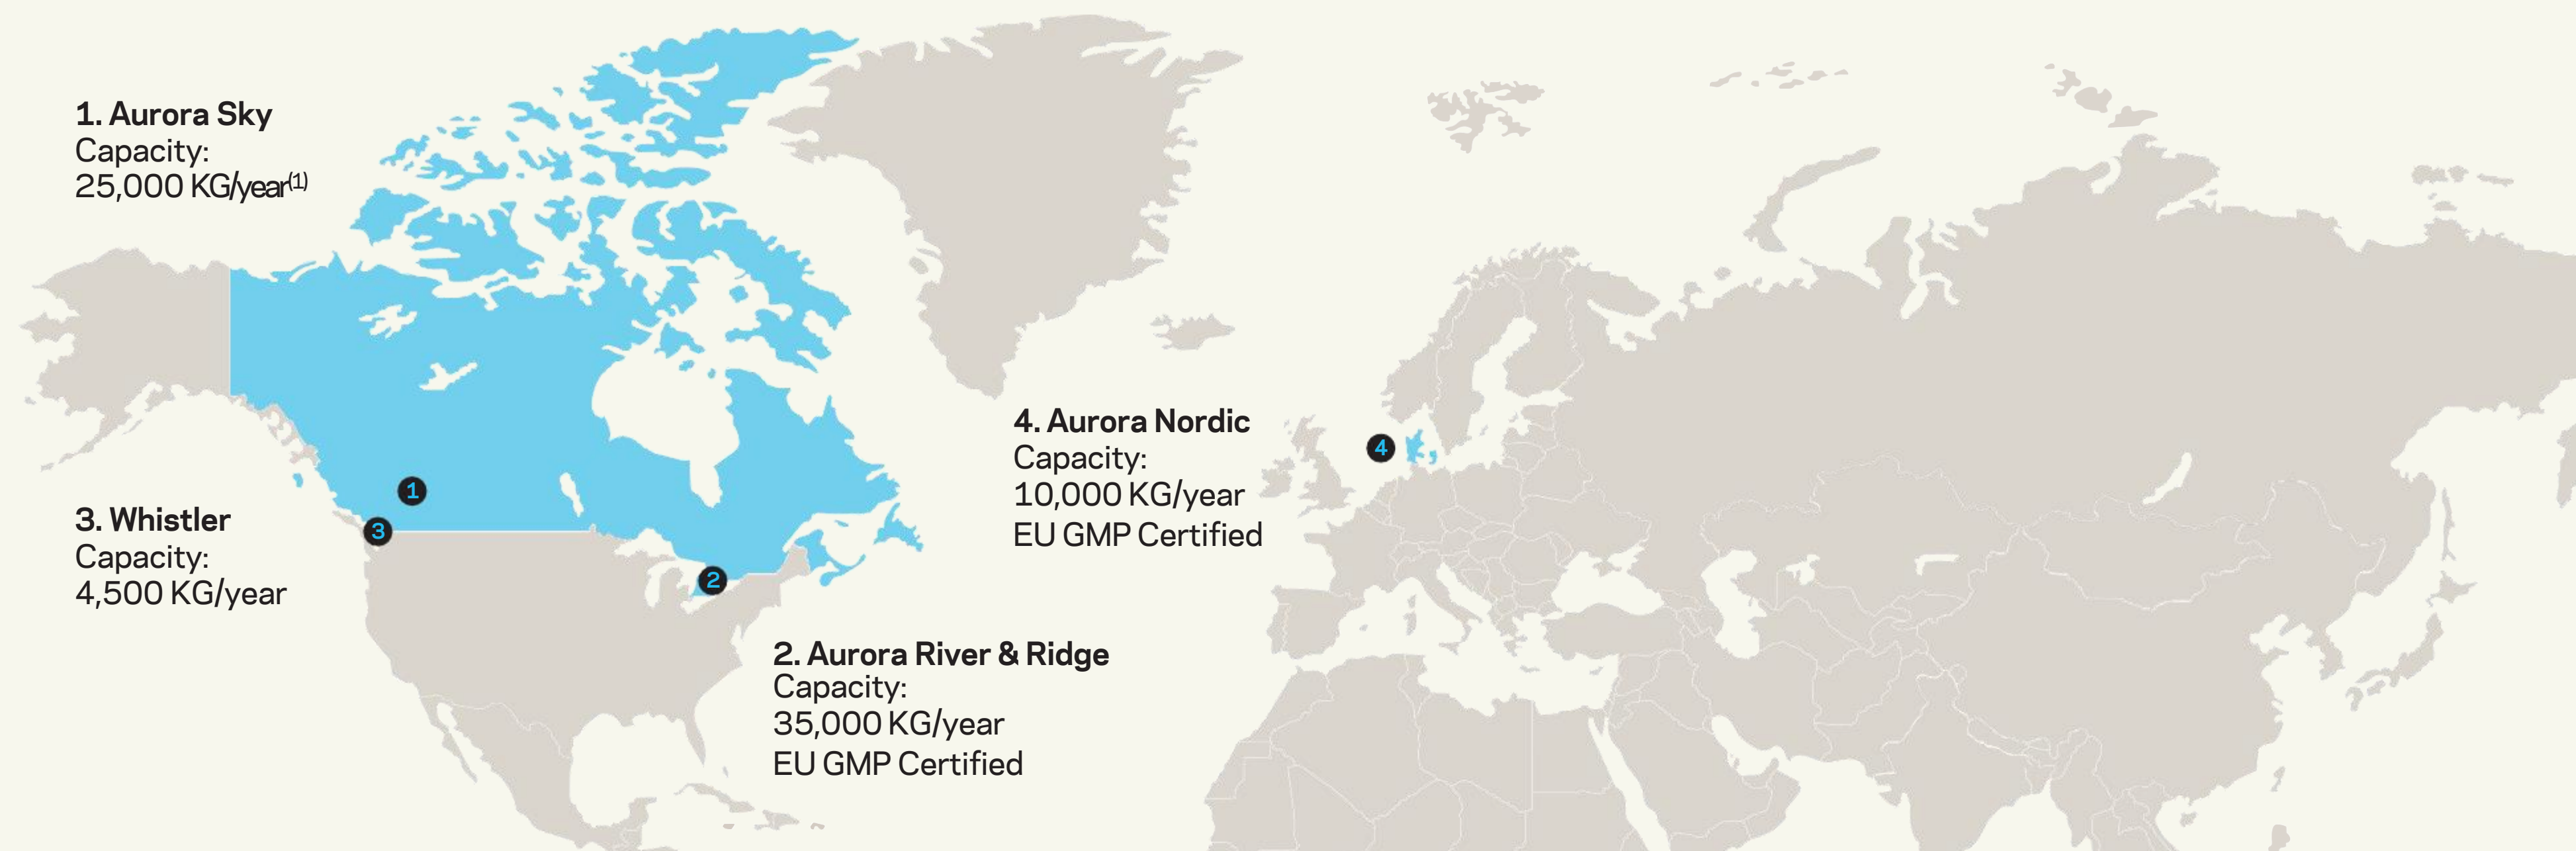 1. Aurora Sky
Capacity:
25,000 KG/year(1)
3. Whistler
Capacity:
4,500 KG/year
1
3
2
4. Aurora Nordic
Capacity:
10,000 KG/year
EU GMP Certified
4
2. Aurora River & Ridge
Capacity:
35,000 KG/year
EU GMP Certified